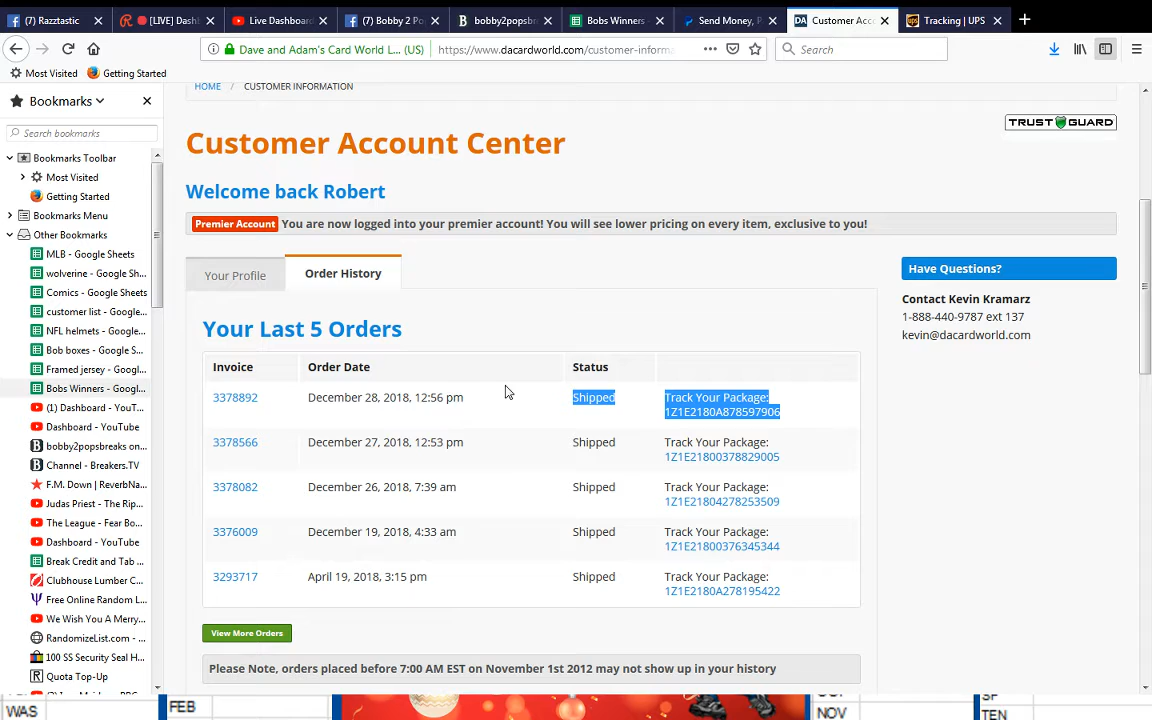 (7) Razztastic
[LIVE] Dash
Live Dashboard
(7) Bobby 2 Po
bobby2popsbre
Bobs Winners -
Send Money, P
Customer Acc
Tracking | UPS
Dave and Adam's Card World L... (US)
https://www.dacardworld.com/customer-inform
Search
Most Visited
Getting Started
Bookmarks
Search bookmarks
Bookmarks Toolbar
Most Visited
Getting Started
Bookmarks Menu
Other Bookmarks
MLB - Google Sheets
wolverine - Google Sh...
Comics - Google Sheets
customer list - Google...
NFL helmets - Google...
Bob boxes - Google S...
Framed jersey - Goog...
Bobs Winners - Googl...
(1) Dashboard - YouT...
Dashboard - YouTube
bobby2popsbreaks on...
Channel - Breakers.TV
F.M. Down | ReverbNa...
Judas Priest - The Rip...
The League - Fear Bo...
Dashboard - YouTube
Break Credit and Tab ...
Clubhouse Lumber C...
Free Online Random L...
We Wish You A Merry...
RandomizeList.com - ...
100 SS Security Seal H...
Quota Top-Up
HOME
CUSTOMER INFORMATION
TRUST GUARD
Customer Account Center
Welcome back Robert
Premier Account You are now logged into your premier account! You will see lower pricing on every item, exclusive to you!
Your Profile
Order History
Have Questions?
Contact Kevin Kramarz
1-888-440-9787 ext 137
kevin@dacardworld.com
Your Last 5 Orders
Invoice Order Date Status
3378892 December 28, 2018, 12:56 pm Shipped Track Your Package:
1Z1E2180A878597906
3378566 December 27, 2018, 12:53 pm Shipped Track Your Package:
1Z1E21800378829005
3378082 December 26, 2018, 7:39 am Shipped Track Your Package:
1Z1E21804278253509
3376009 December 19, 2018, 4:33 am Shipped Track Your Package:
1Z1E21800376345344
3293717 April 19, 2018, 3:15 pm Shipped Track Your Package:
1Z1E2180A278195422
View More Orders
Please Note, orders placed before 7:00 AM EST on November 1st 2012 may not show up in your history
WAS
FEB
NOV
TEN